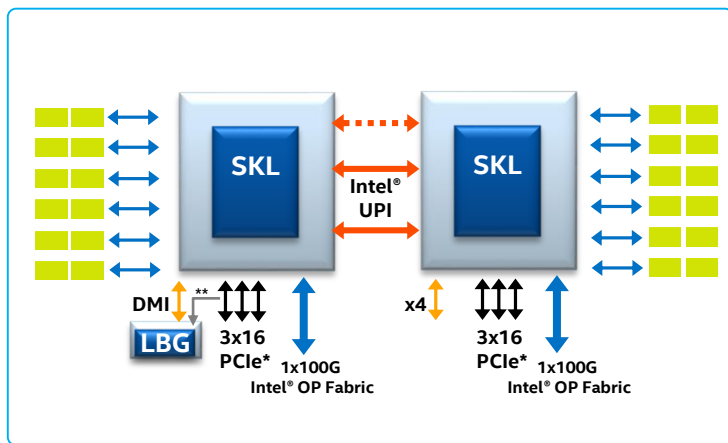 SKL
SKL
Intel®
UPI
DMI
**
LBG
3x16
PCIe*
1x100G
Intel® OP Fabric
x4
3x16
PCIe*
1x100G
Intel® OP Fabric